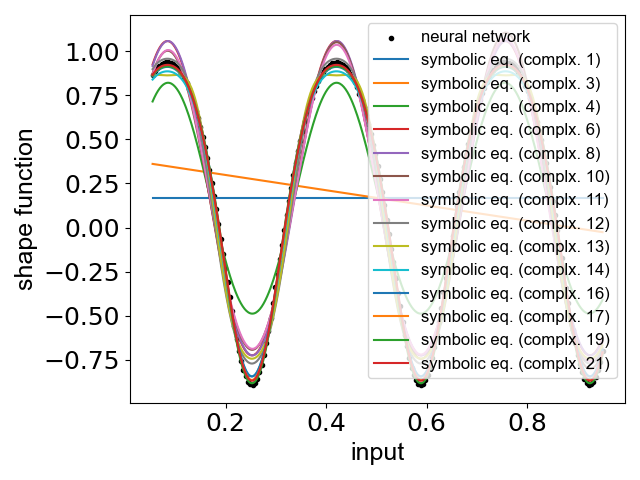 shape function
1.00
0.75
0.50
0.25
0.00
−0.25
−0.50
−0.75
neural network
symbolic eq. (complx. 1)
symbolic eq. (complx. 3)
symbolic eq. (complx. 4)
symbolic eq. (complx. 6)
symbolic eq. (complx. 8)
symbolic eq. (complx. 10)
symbolic eq. (complx. 11)
symbolic eq. (complx. 12)
symbolic eq. (complx. 13)
symbolic eq. (complx. 14)
symbolic eq. (complx. 16)
symbolic eq. (complx. 17)
symbolic eq. (complx. 19)
symbolic eq. (complx. 21)
0.2 0.4 0.6 0.8
input